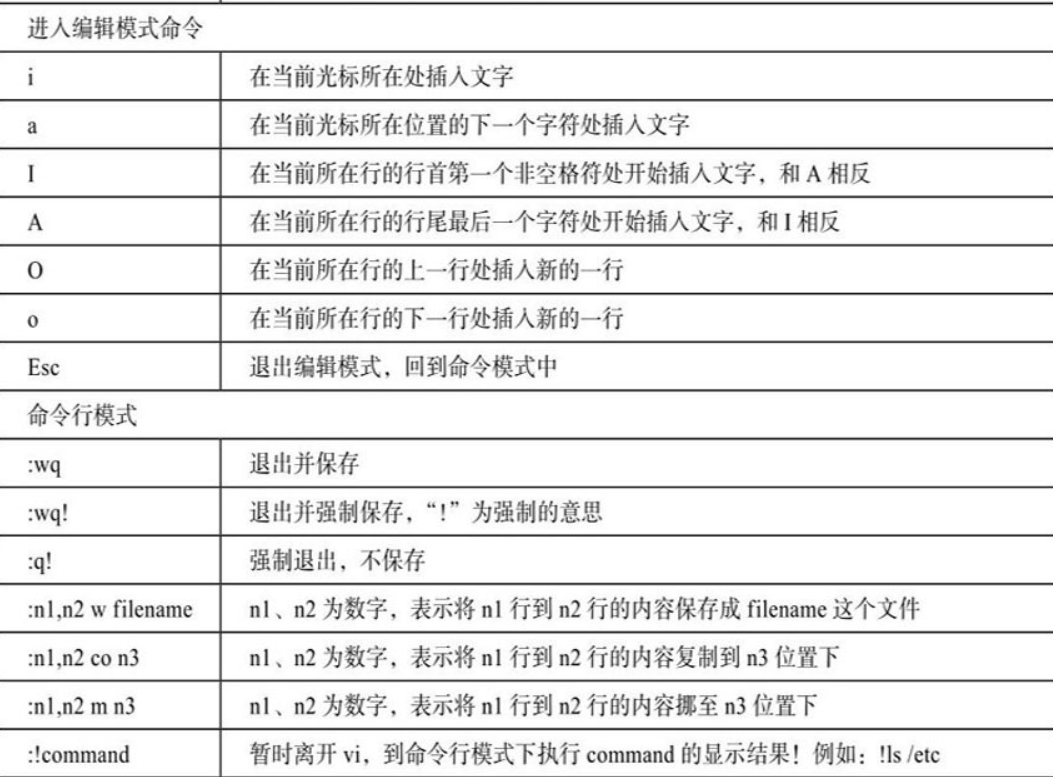 进入编辑模式命令
i 在当前光标所在处插入文字
a 在当前光标所在位置的下一个字符处插入文字
I 在当前所在行的行首第一个非空格符处开始插入文字，和 A 相反
A 在当前所在行的行尾最后一个字符处开始插入文字，和 I 相反
O 在当前所在行的上一行处插入新的一行
o 在当前所在行的下一行处插入新的一行
Esc 退出编辑模式，回到命令模式中
命令行模式
:wq 退出并保存
:wq! 退出并强制保存，“!”为强制的意思
:q! 强制退出，不保存
:n1,n2 w filename n1、n2 为数字，表示将 n1 行到 n2 行的内容保存成 filename 这个文件
:n1,n2 co n3 n1、n2 为数字，表示将 n1 行到 n2 行的内容复制到 n3 位置下
:n1,n2 m n3 n1、n2 为数字，表示将 n1 行到 n2 行的内容挪至 n3 位置下
:!command 暂时离开 vi，到命令行模式下执行 command 的显示结果！例如：!ls /etc